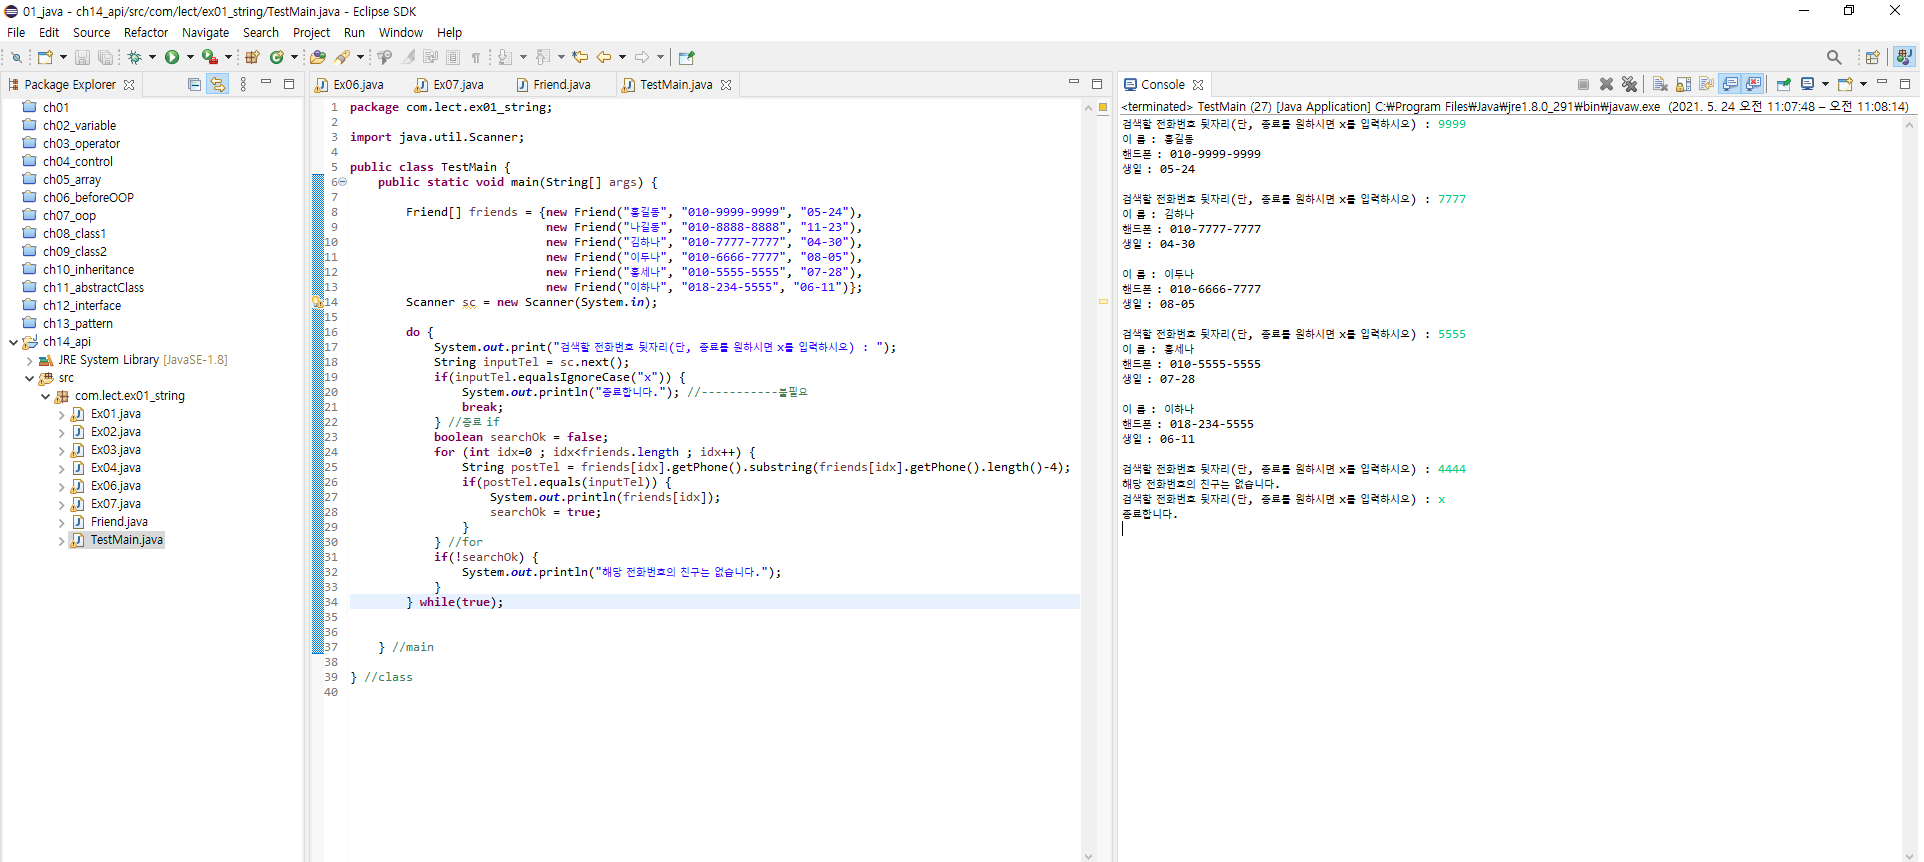 01_java - ch14_api/src/com/lect/ex01_string/TestMain.java - Eclipse SDK
File Edit Source Refactor Navigate Search Project Run Window Help
Package Explorer
ch01
ch02_variable
ch03_operator
ch04_control
ch05_array
ch06_beforeOOP
ch07_oop
ch08_class1
ch09_class2
ch10_inheritance
ch11_abstractClass
ch12_interface
ch13_pattern
ch14_api
JRE System Library [JavaSE-1.8]
src
com.lect.ex01_string
Ex01.java
Ex02.java
Ex03.java
Ex04.java
Ex06.java
Ex07.java
Friend.java
TestMain.java
Ex06.java Ex07.java Friend.java TestMain.java
1 package com.lect.ex01_string;
2
3 import java.util.Scanner;
4
5 public class TestMain {
6 public static void main(String[] args) {
7
8 Friend[] friends = {new Friend("홍길동", "010-9999-9999", "05-24"),
9 new Friend("나길동", "010-8888-8888", "11-23"),
10 new Friend("김하나", "010-7777-7777", "04-30"),
11 new Friend("이두나", "010-6666-7777", "08-05"),
12 new Friend("홍세나", "010-5555-5555", "07-28"),
13 new Friend("이하나", "018-234-5555", "06-11")};
14 Scanner sc = new Scanner(System.in);
15
16 do {
17 System.out.print("검색할 전화번호 뒷자리(단, 종료를 원하시면 x를 입력하시오) : ");
18 String inputTel = sc.next();
19 if(inputTel.equalsIgnoreCase("x")) {
20 System.out.println("종료합니다."); //-----------불필요
21 break;
22 } //종료 if
23 boolean searchOk = false;
24 for (int idx=0 ; idx<friends.length ; idx++) {
25 String postTel = friends[idx].getPhone().substring(friends[idx].getPhone().length()-4);
26 if(postTel.equals(inputTel)) {
27 System.out.println(friends[idx]);
28 searchOk = true;
29 }
30 } //for
31 if(!searchOk) {
32 System.out.println("해당 전화번호의 친구는 없습니다.");
33 }
34 } while(true);
35
36
37 } //main
38
39 } //class
40
Console
<terminated> TestMain (27) [Java Application] C:₩Program Files₩Java₩jre1.8.0_291₩bin₩javaw.exe (2021. 5. 24 오전 11:07:48 – 오전 11:08:14)
검색할 전화번호 뒷자리(단, 종료를 원하시면 x를 입력하시오) : 9999
이 름 : 홍길동
핸드폰 : 010-9999-9999
생일 : 05-24
검색할 전화번호 뒷자리(단, 종료를 원하시면 x를 입력하시오) : 7777
이 름 : 김하나
핸드폰 : 010-7777-7777
생일 : 04-30
이 름 : 이두나
핸드폰 : 010-6666-7777
생일 : 08-05
검색할 전화번호 뒷자리(단, 종료를 원하시면 x를 입력하시오) : 5555
이 름 : 홍세나
핸드폰 : 010-5555-5555
생일 : 07-28
이 름 : 이하나
핸드폰 : 018-234-5555
생일 : 06-11
검색할 전화번호 뒷자리(단, 종료를 원하시면 x를 입력하시오) : 4444
해당 전화번호의 친구는 없습니다.
검색할 전화번호 뒷자리(단, 종료를 원하시면 x를 입력하시오) : x
종료합니다.